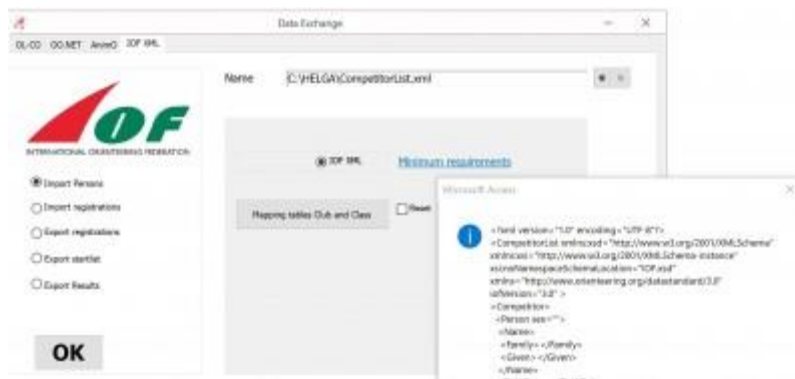 Data Exchange
OL-CO OO.NET ArvinO IOF XML
Name C:\HELGA\CompetitorList.xml
IOF
INTERNATIONAL ORIENTEERING FEDERATION
IOF XML Minimum requirements
Import Persons
Import registrations
Export registrations
Export startlist
Export Results
Mapping tables Club and Class Reset
OK
Microsoft Access
<?xml version="1.0" encoding="UTF-8"?>
<CompetitorList xmlns:xsd="http://www.w3.org/2001/XMLSchema"
xmlns:xsi="http://www.w3.org/2001/XMLSchema-instance"
xsi:noNamespaceSchemaLocation="IOF.xsd"
xmlns="http://www.orienteering.org/datastandard/3.0"
iofVersion="3.0" >
<Competitor>
<Person sex="">
<Name>
<Family> </Family>
<Given> </Given>
</Name>